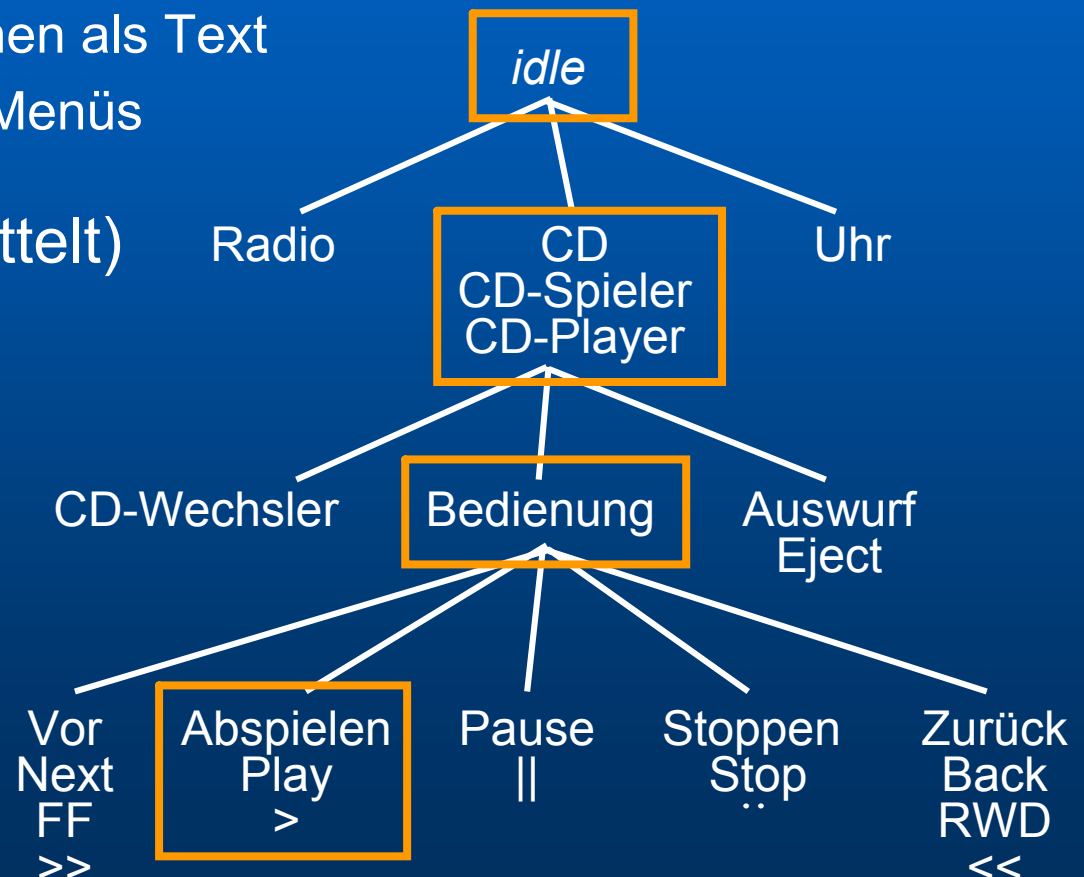 nen als Text
Menüs
ttelt)
idle
Radio
CD
CD-Spieler
CD-Player
Uhr
CD-Wechsler
Bedienung
Auswurf
Eject
Vor
Next
FF
>>
Abspielen
Play
>
Pause
||
Stoppen
Stop
¨
Zurück
Back
RWD
<<